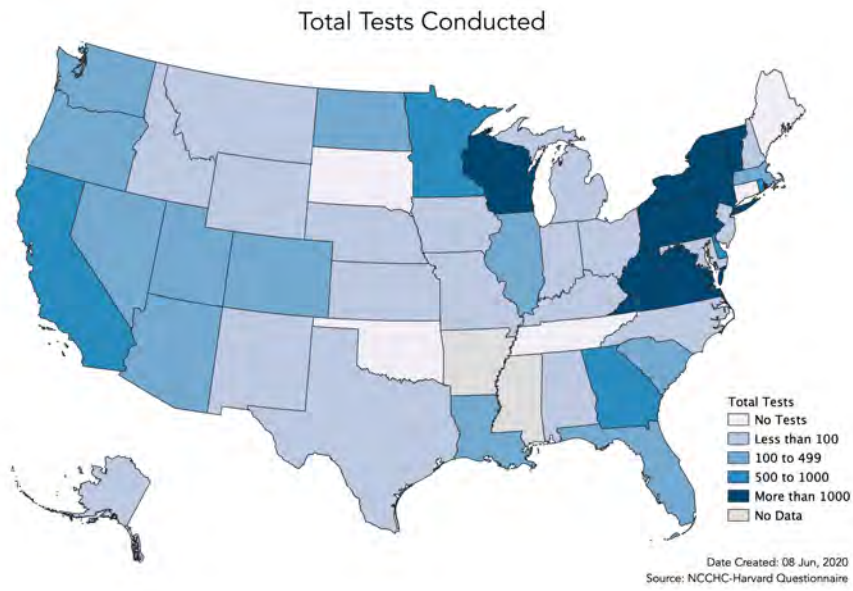 Total Tests Conducted
Total Tests
No Tests
Less than 100
100 to 499
500 to 1000
More than 1000
No Data
Date Created: 08 Jun, 2020
Source: NCCHC-Harvard Questionnaire